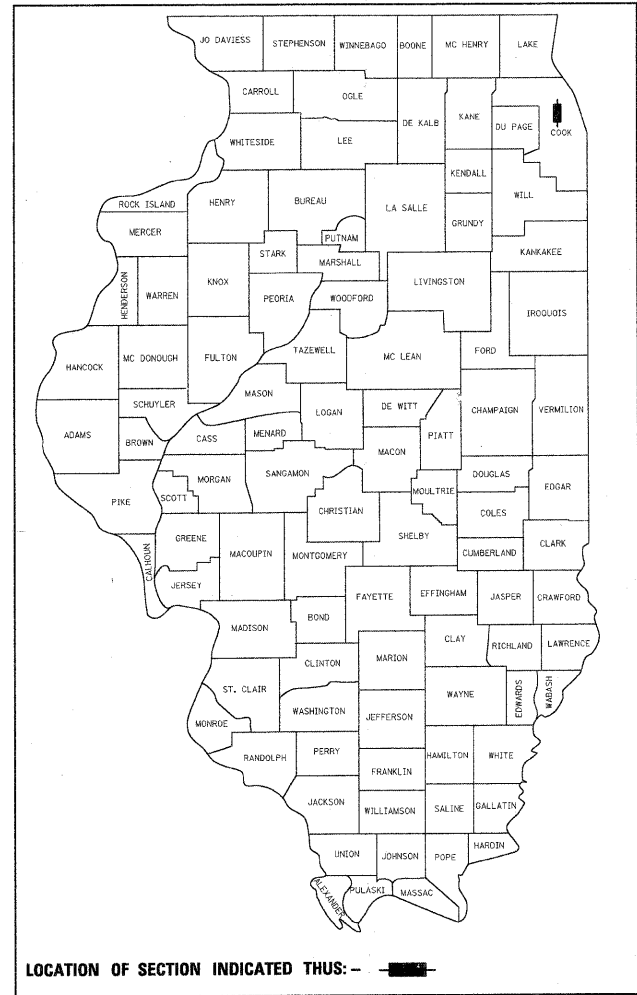 JO DAVIESS STEPHENSON WINNEBAGO BOONE MC HENRY LAKE
CARROLL OGLE
DE KALB KANE DU PAGE COOK
WHITESIDE LEE
KENDALL
WILL
ROCK ISLAND HENRY BUREAU LA SALLE
MERCER
PUTNAM GRUNDY
STARK
MARSHALL
KANKAKEE
HENDERSON WARREN KNOX
PEORIA WOODFORD LIVINGSTON
IROQUOIS
HANCOCK MC DONOUGH FULTON TAZEWELL MC LEAN FORD
MASON
SCHUYLER LOGAN DE WITT
ADAMS BROWN CASS MENARD PIATT CHAMPAIGN VERMILION
MACON
MORGAN SANGAMON
DOUGLAS
PIKE SCOTT MOULTRIE EDGAR
CHRISTIAN COLES
CALHOUN GREENE MACOUPIN MONTGOMERY SHELBY
CUMBERLAND CLARK
JERSEY
FAYETTE EFFINGHAM JASPER CRAWFORD
MADISON BOND
CLAY RICHLAND LAWRENCE
CLINTON MARION
ST. CLAIR WAYNE EDWARDS WABASH
WASHINGTON JEFFERSON
MONROE
RANDOLPH PERRY HAMILTON WHITE
FRANKLIN
JACKSON WILLIAMSON SALINE GALLATIN
UNION JOHNSON POPE HARDIN
ALEXANDER PULASKI MASSAC
LOCATION OF SECTION INDICATED THUS: -